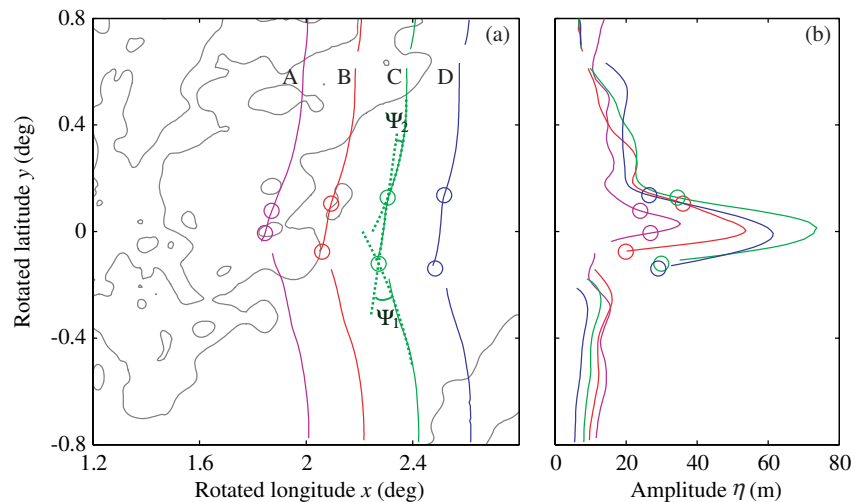 (a)
A
B
C
D
Ψ2
Ψ1
0.8
0.4
0
-0.4
-0.8
Rotated latitude y (deg)
1.2
1.6
2
2.4
Rotated longitude x (deg)
(b)
0
20
40
60
80
Amplitude η (m)